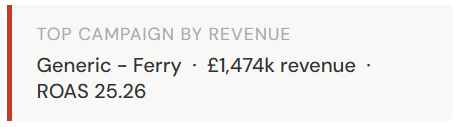 TOP CAMPAIGN BY REVENUE
Generic – Ferry · £1,474k revenue ·
ROAS 25.26